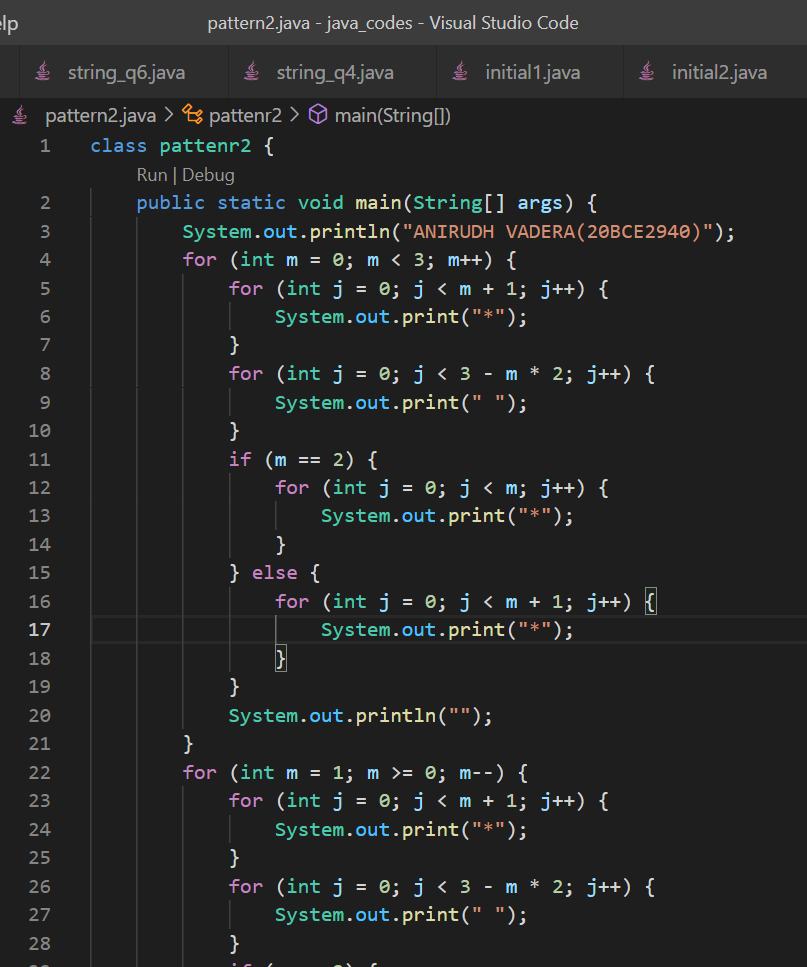 elp pattern2.java - java_codes - Visual Studio Code
string_q6.java string_q4.java initial1.java initial2.java
pattern2.java > pattenr2 > main(String[])
1 class pattenr2 {
Run | Debug
2 public static void main(String[] args) {
3 System.out.println("ANIRUDH VADERA(20BCE2940)");
4 for (int m = 0; m < 3; m++) {
5 for (int j = 0; j < m + 1; j++) {
6 System.out.print("*");
7 }
8 for (int j = 0; j < 3 - m * 2; j++) {
9 System.out.print(" ");
10 }
11 if (m == 2) {
12 for (int j = 0; j < m; j++) {
13 System.out.print("*");
14 }
15 } else {
16 for (int j = 0; j < m + 1; j++) {
17 System.out.print("*");
18 }
19 }
20 System.out.println("");
21 }
22 for (int m = 1; m >= 0; m--) {
23 for (int j = 0; j < m + 1; j++) {
24 System.out.print("*");
25 }
26 for (int j = 0; j < 3 - m * 2; j++) {
27 System.out.print(" ");
28 }